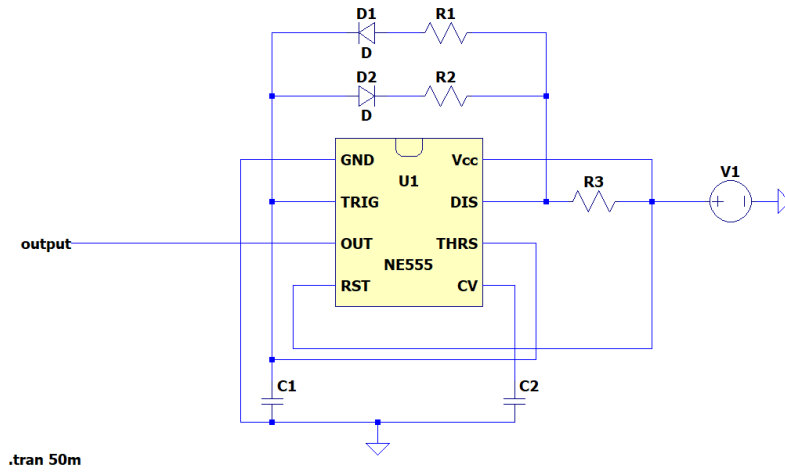 D1 R1
D
D2 R2
D
GND Vcc
U1
V1
R3
TRIG DIS
+
output
OUT THRS
NE555
RST CV
C1 C2
.tran 50m